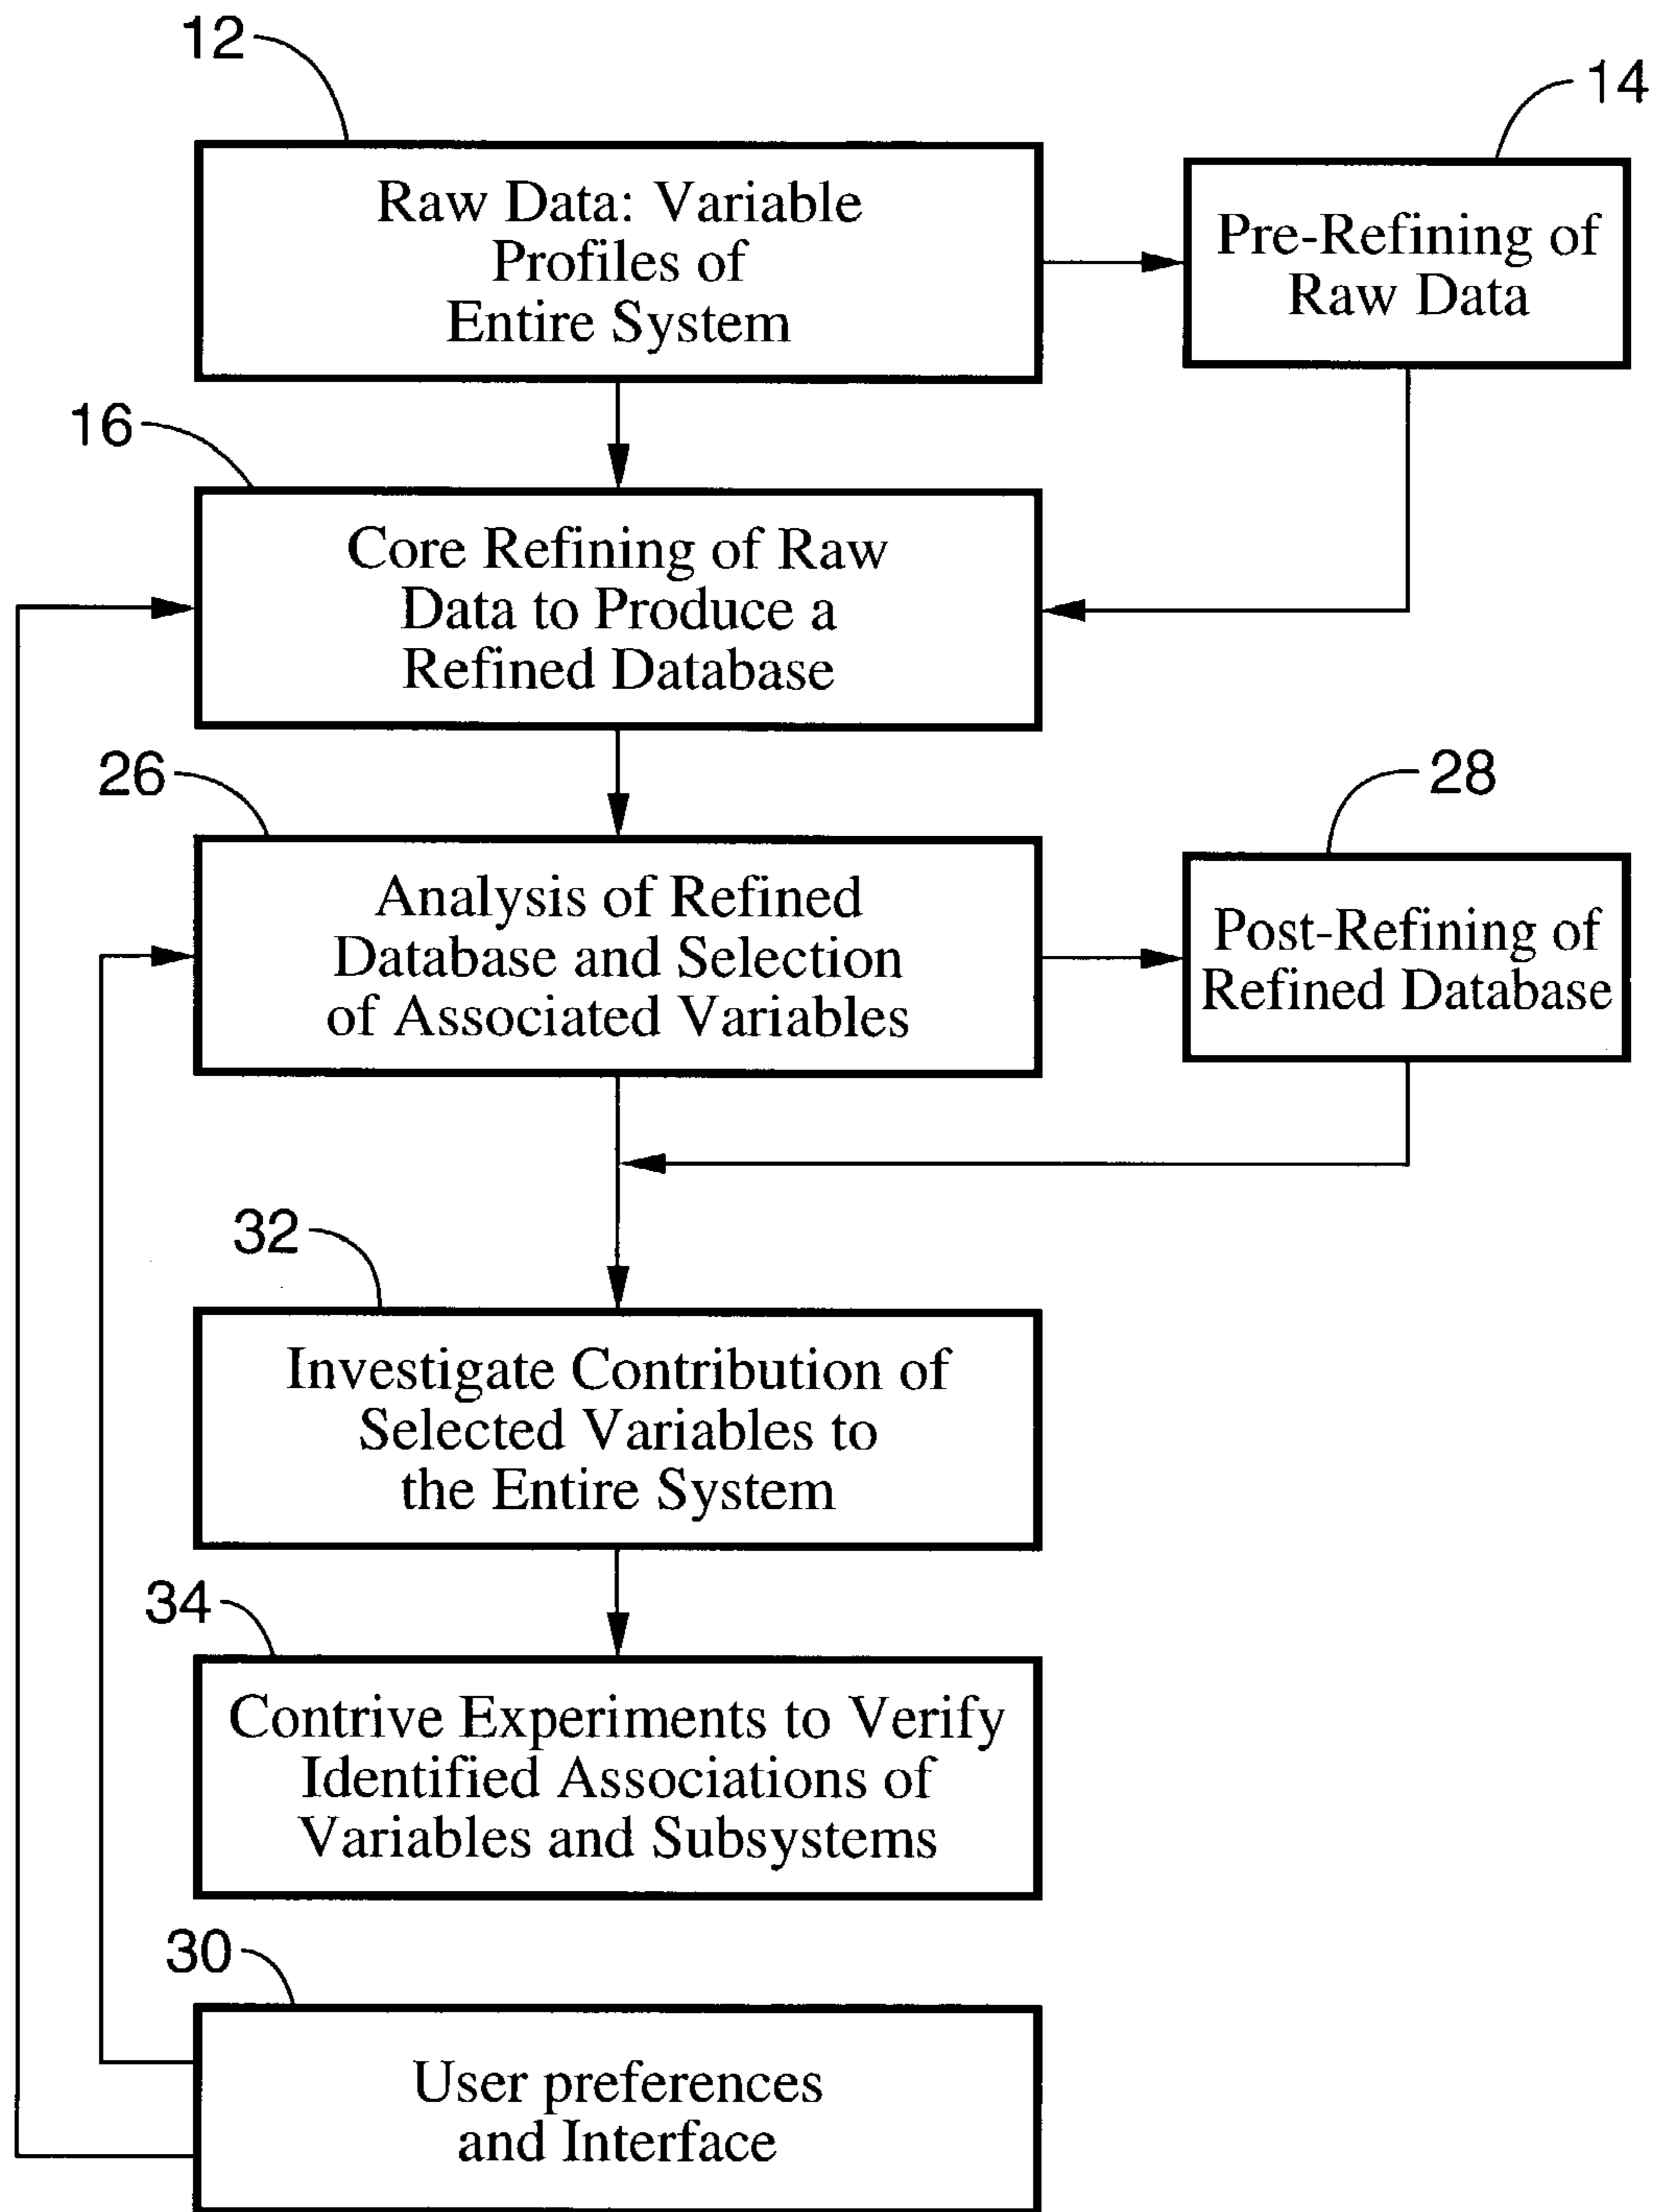 12
14
Raw Data: Variable
Profiles of
Entire System
Pre-Refining of
Raw Data
16
Core Refining of Raw
Data to Produce a
Refined Database
26
28
Analysis of Refined
Database and Selection
of Associated Variables
Post-Refining of
Refined Database
32
Investigate Contribution of
Selected Variables to
the Entire System
34
Contrive Experiments to Verify
Identified Associations of
Variables and Subsystems
30
User preferences
and Interface